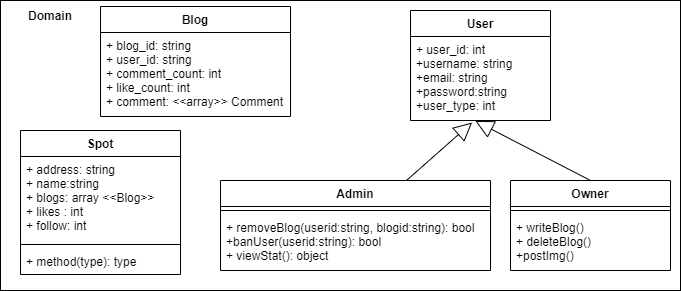 Domain
Blog
+ blog_id: string
+ user_id: string
+ comment_count: int
+ like_count: int
+ comment: <<array>> Comment
User
+ user_id: int
+username: string
+email: string
+password:string
+user_type: int
Spot
+ address: string
+ name:string
+ blogs: array <<Blog>>
+ likes : int
+ follow: int
+ method(type): type
Admin
+ removeBlog(userid:string, blogid:string): bool
+banUser(userid:string): bool
+ viewStat(): object
Owner
+ writeBlog()
+ deleteBlog()
+postImg()